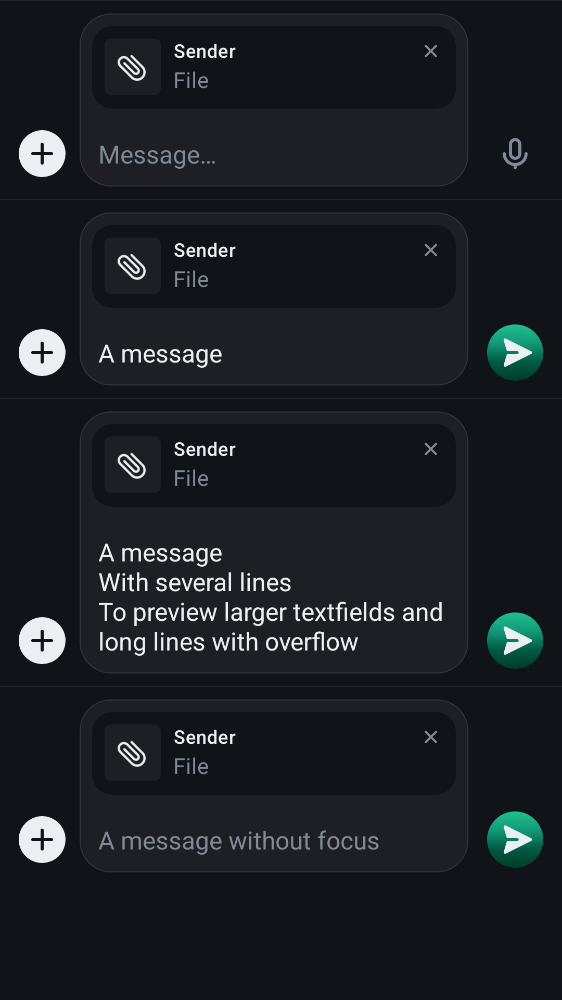 Sender
File
Message…
Sender
File
A message
Sender
File
A message
With several lines
To preview larger textfields and
long lines with overflow
Sender
File
A message without focus